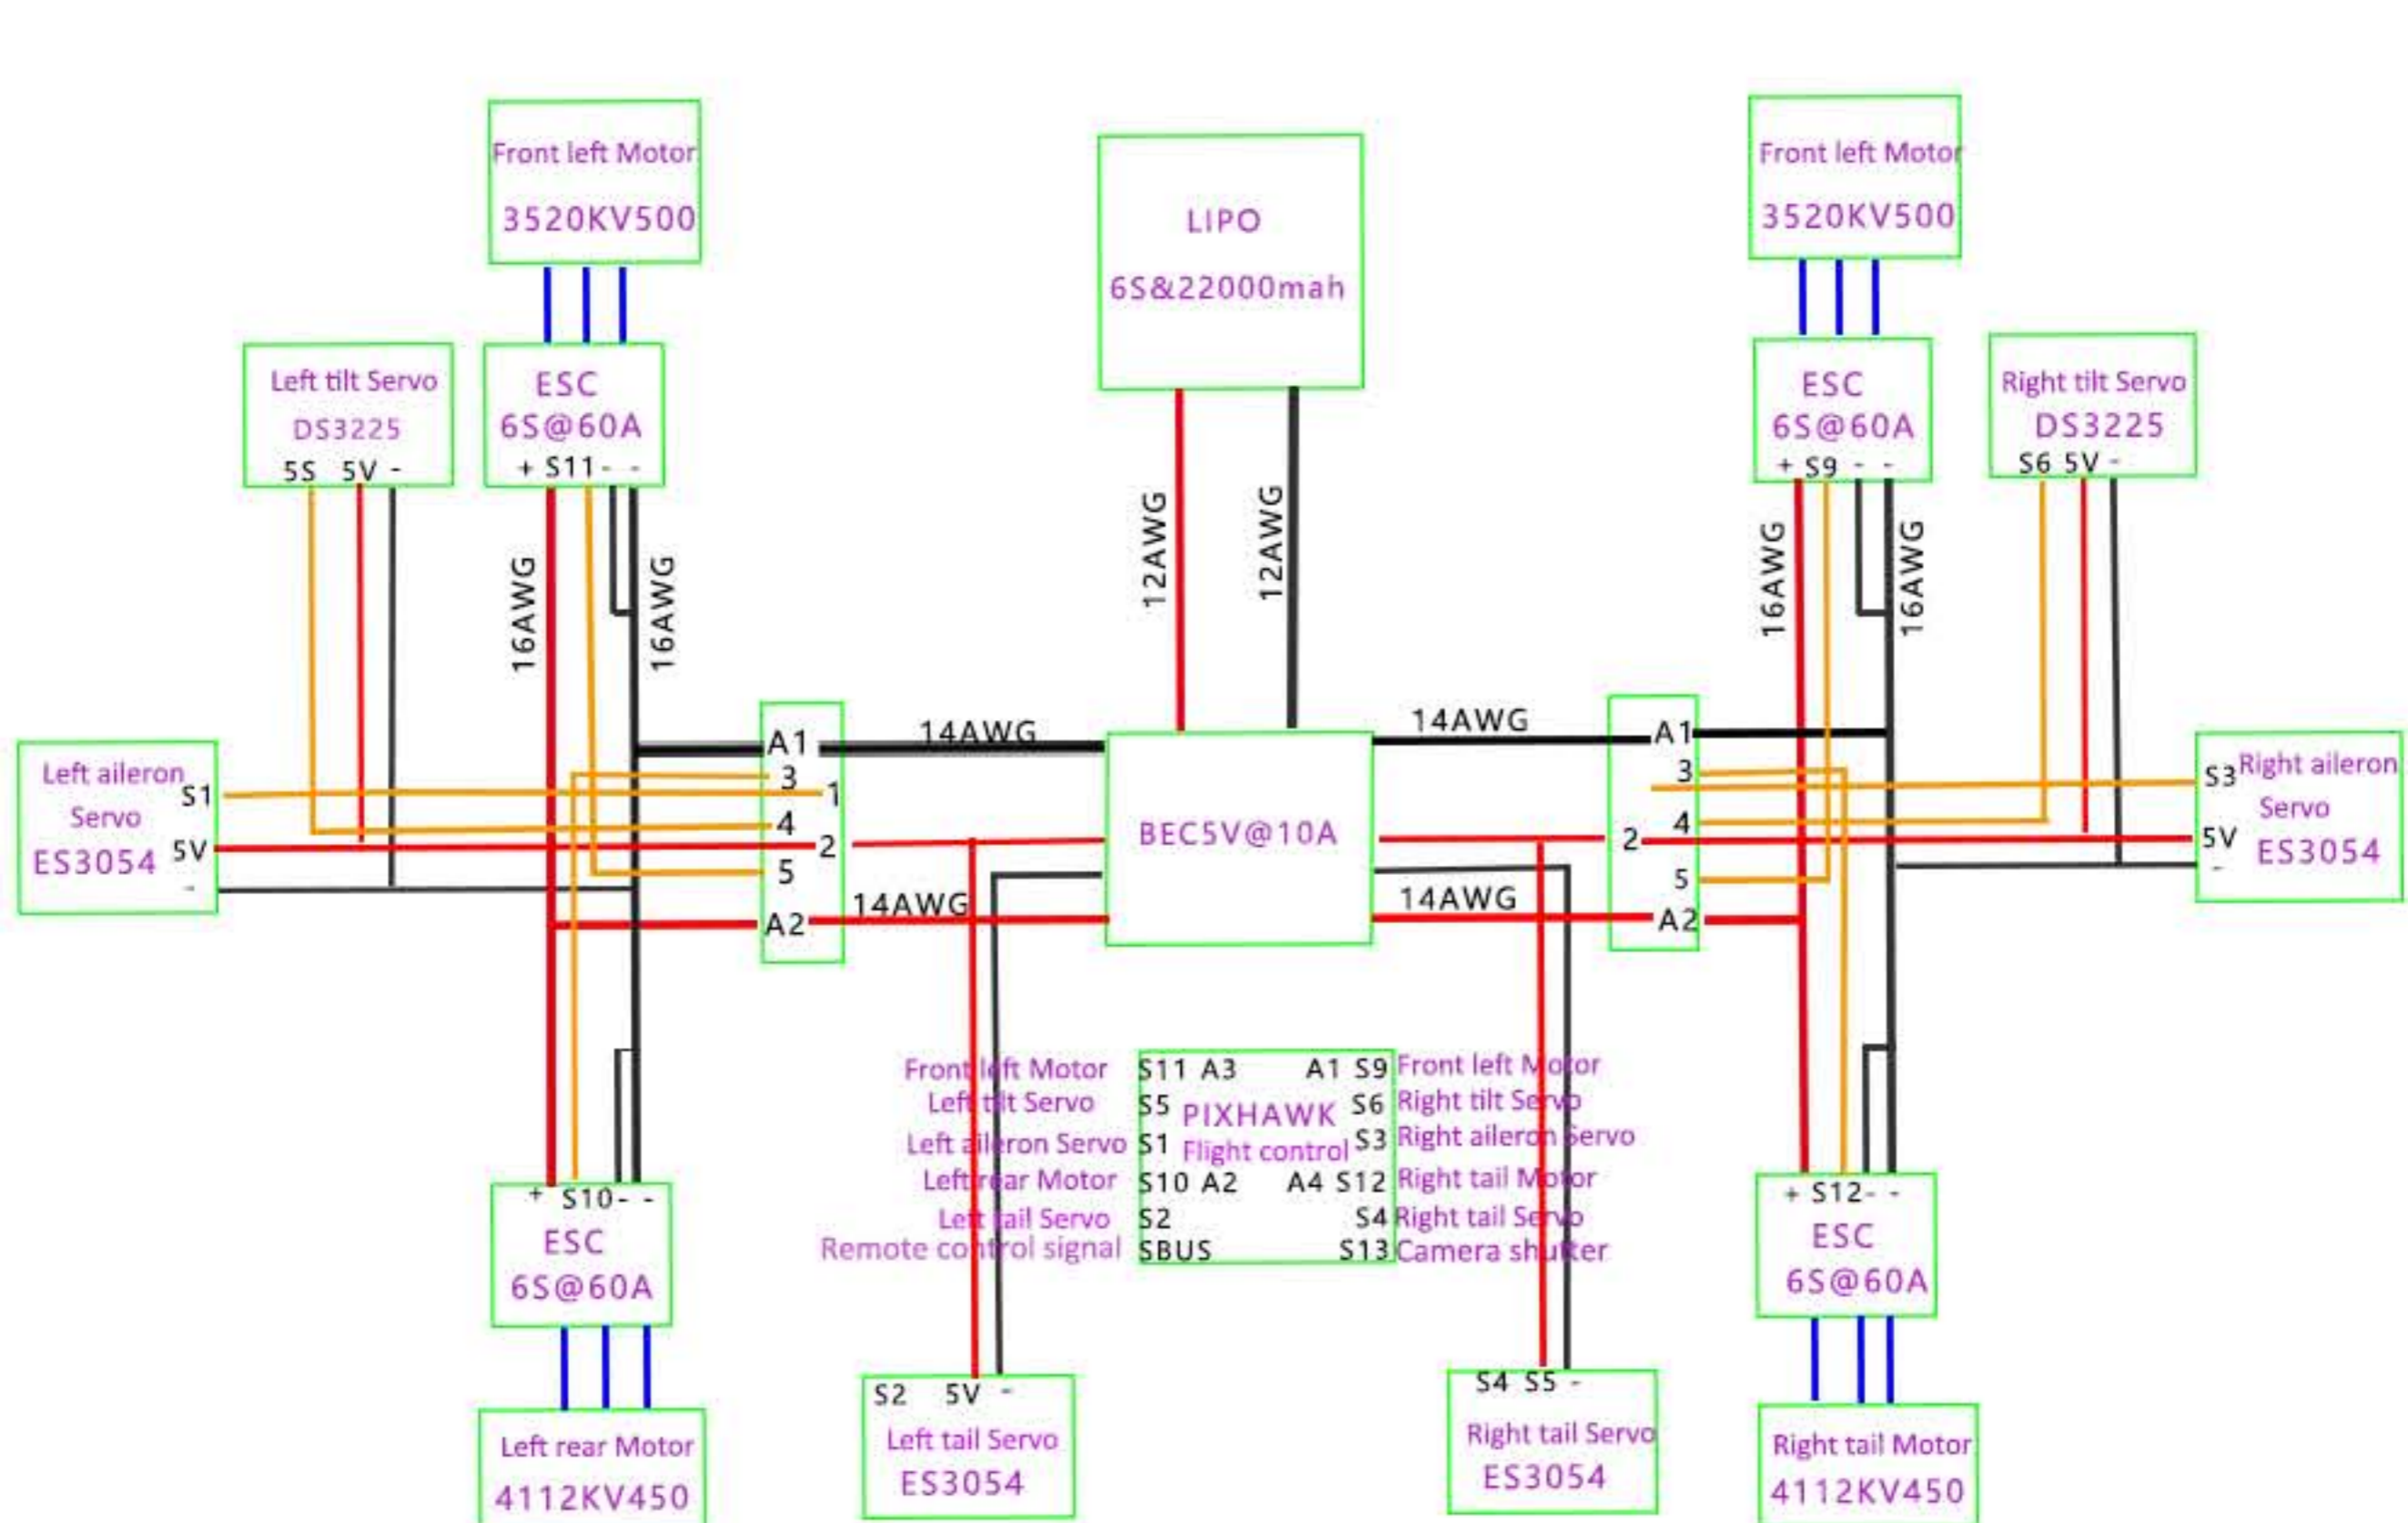 Front left Motor
3520KV500
LIPO
6S&22000mah
Front left Motor
3520KV500
Left tilt Servo
DS3225
5S 5V -
ESC
6S@60A
+ S11 - -
ESC
6S@60A
+ S9 - -
Right tilt Servo
DS3225
S6 5V -
16AWG
16AWG
12AWG
12AWG
16AWG
16AWG
Left aileron
S1
Servo
5V
ES3054
-
A1
3
1
4
2
5
A2
14AWG
14AWG
BEC5V@10A
14AWG
14AWG
A1
3
4
2
5
A2
S3 Right aileron
Servo
5V
ES3054
-
Front left Motor S11 A3 A1 S9 Front left Motor
Left tilt Servo S5 PIXHAWK S6 Right tilt Servo
Left aileron Servo S1 Flight control S3 Right aileron Servo
Left rear Motor S10 A2 A4 S12 Right tail Motor
Left tail Servo S2 S4 Right tail Servo
Remote control signal SBUS S13 Camera shutter
+ S10 - -
ESC
6S@60A
+ S12 - -
ESC
6S@60A
Left rear Motor
4112KV450
S2 5V -
Left tail Servo
ES3054
S4 S5 -
Right tail Servo
ES3054
Right tail Motor
4112KV450